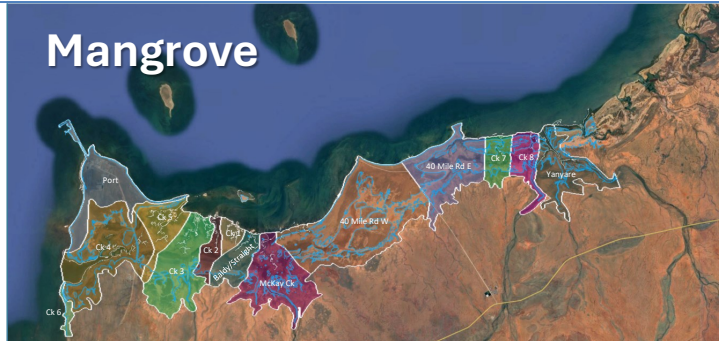 Mangrove
Port
40 Mile Rd E
Ck 7
Ck 8
Yanyare
Ck 5
40 Mile Rd W
Ck 1
Ck 4
Ck 2
Baldy/Straight
Ck 3
McKay Ck
Ck 6